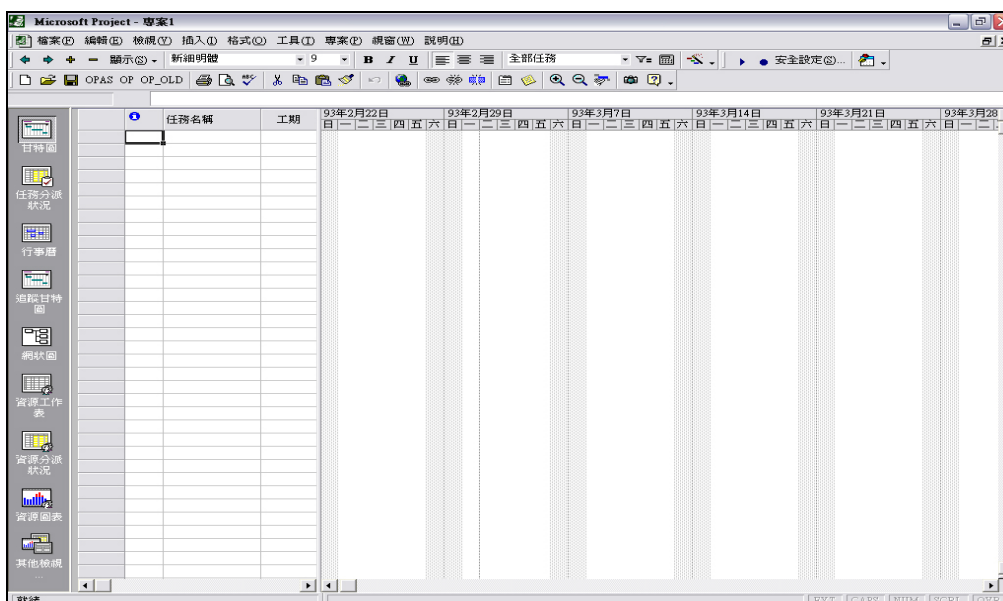 Microsoft Project - 專案1
檔案(F) 編輯(E) 檢視(V) 插入(I) 格式(O) 工具(T) 專案(P) 視窗(W) 説明(H)
顯示(S) 新細明體 9 B I U 全部任務 安全設定(S)...
OPAS OP OP_OLD
任務名稱 工期
93年2月22日 93年2月29日 93年3月7日 93年3月14日 93年3月21日 93年3月28
日 一 二 三 四 五 六 日 一 二 三 四 五 六 日 一 二 三 四 五 六 日 一 二 三 四 五 六 日 一 二 三 四 五 六 日 一 二
甘特圖
任務分派
狀況
行事曆
追蹤甘特
圖
網狀圖
資源工作
表
資源分派
狀況
資源圖表
其他檢視
...
就緒
EXT CAPS NUM SCRL OVR